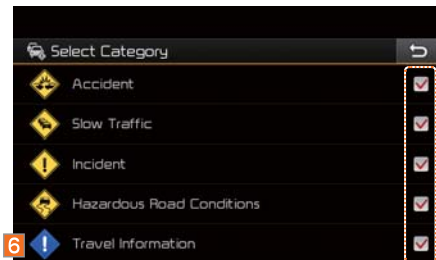 Select Category
Accident
Slow Traffic
Incident
Hazardous Road Conditions
6 Travel Information